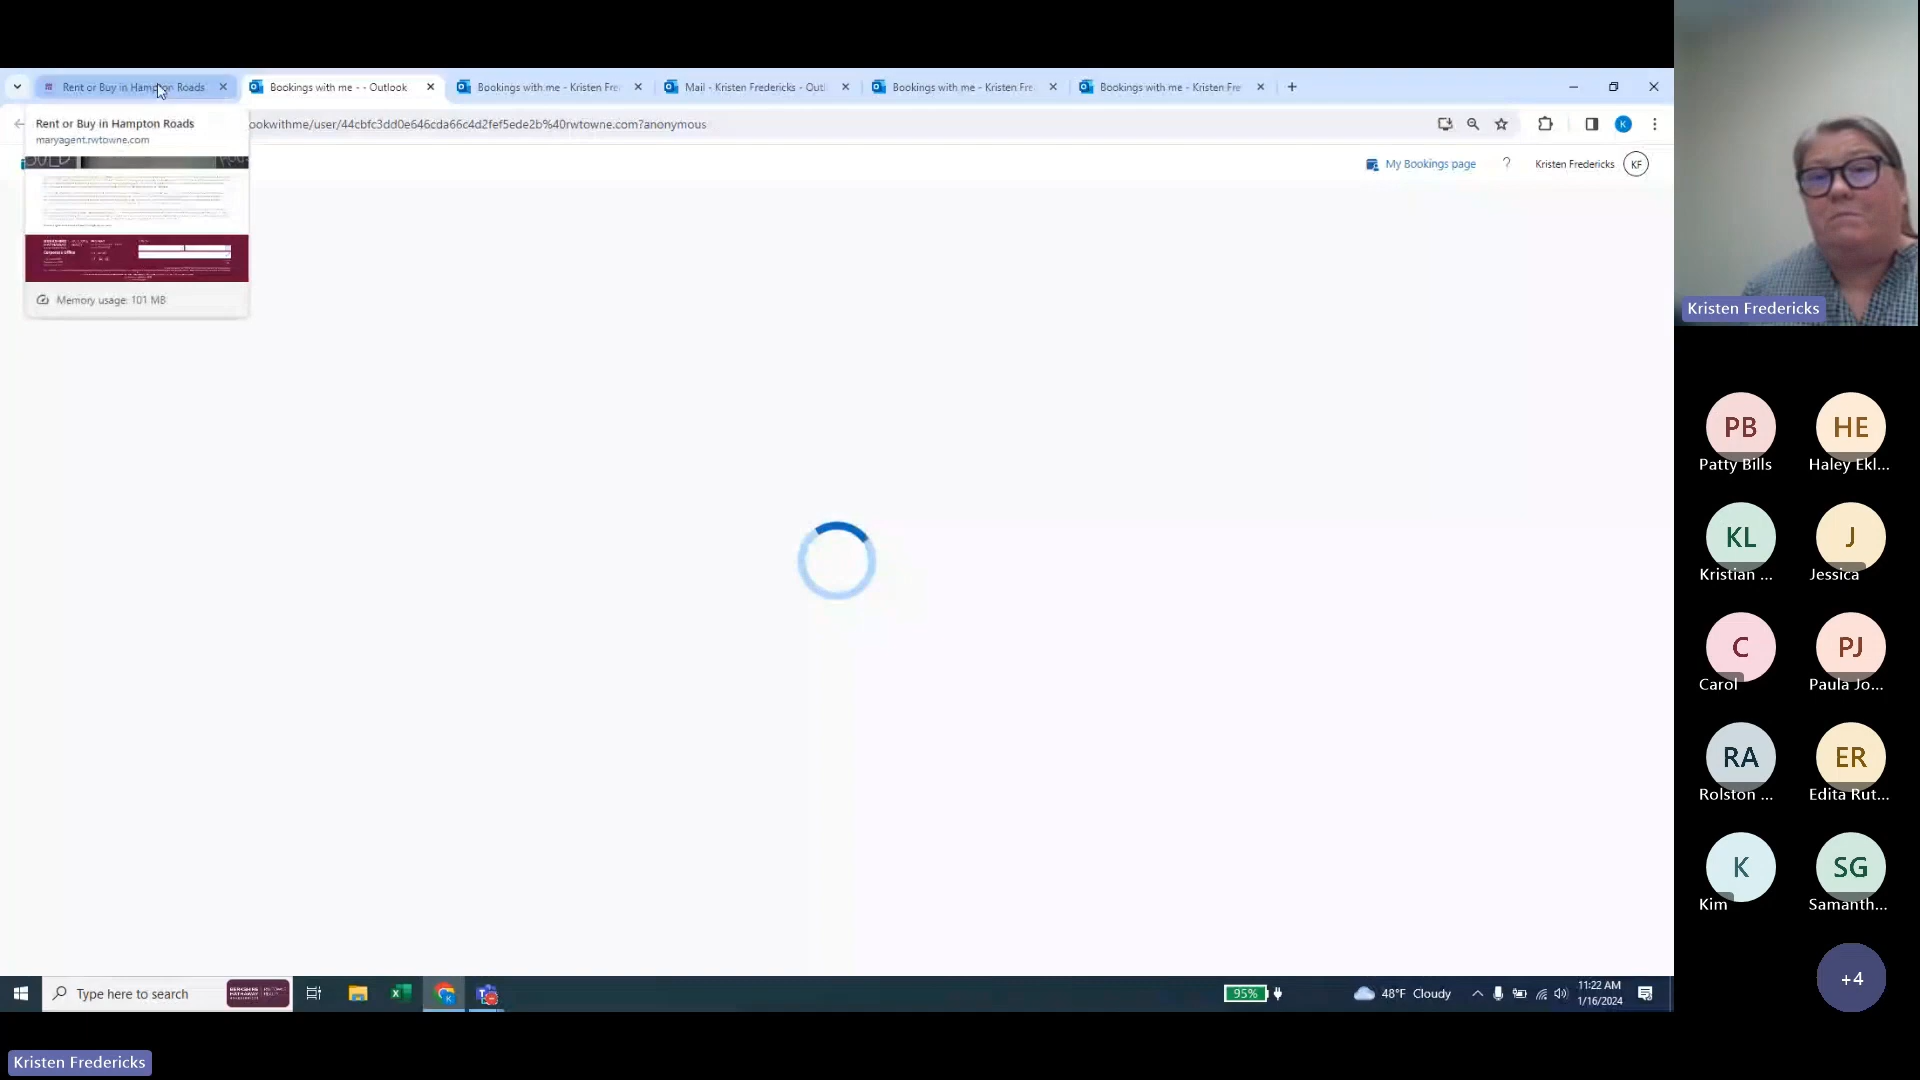 Rent or Buy in Hampton Roads
Bookings with me - - Outlook
Bookings with me - Kristen Fre
Mail - Kristen Fredericks - Outl
Bookings with me - Kristen Fre
Bookings with me - Kristen Fre
Rent or Buy in Hampton Roads
maryagent.rwtowne.com
ookwithme/user/44cbfc3dd0e646cda66c4d2fef5ede2b%40rwtowne.com?anonymous
K
My Bookings page
?
Kristen Fredericks
KF
Memory usage: 101 MB
Kristen Fredericks
PB
Patty Bills
HE
Haley Ekl...
KL
Kristian ...
J
Jessica
C
Carol
PJ
Paula Jo...
RA
Rolston ...
ER
Edita Rut...
K
Kim
SG
Samanth...
+4
Type here to search
BERKSHIRE
HATHAWAY
95%
48°F Cloudy
11:22 AM
1/16/2024
Kristen Fredericks